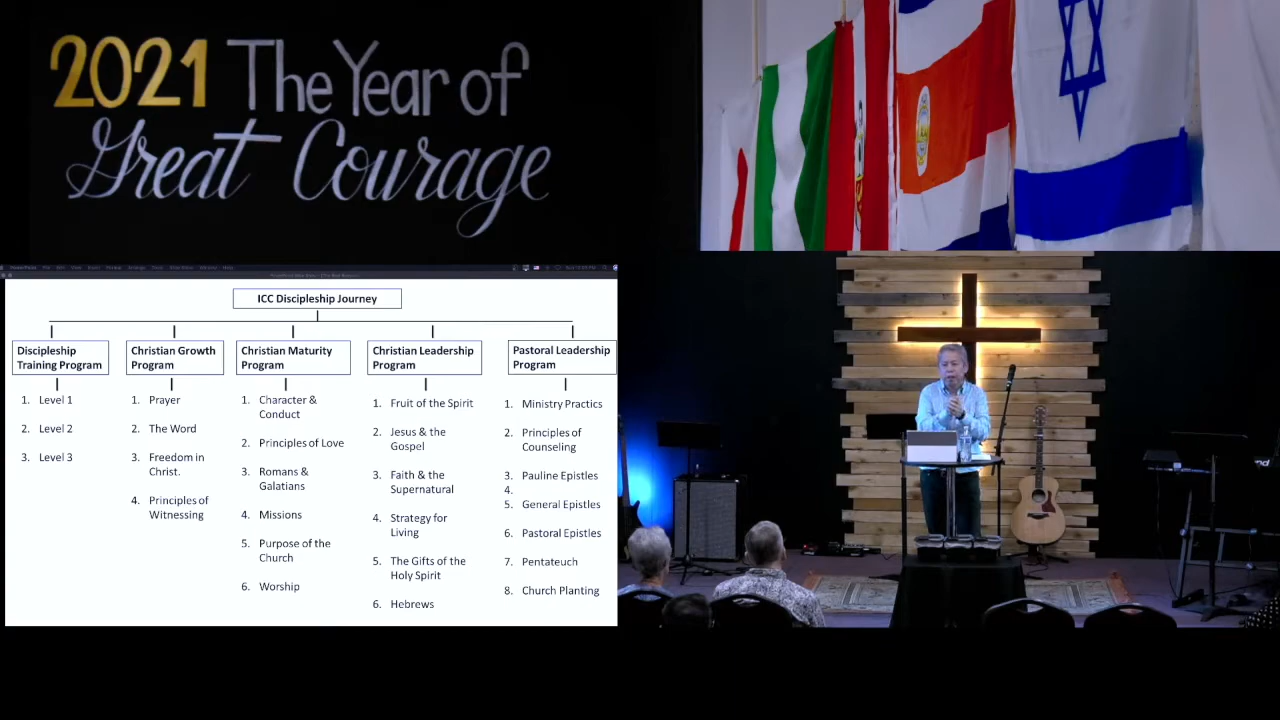 2021 The Year of
Great Courage
ICC Discipleship Journey
Discipleship
Training Program
1. Level 1
2. Level 2
3. Level 3
Christian Growth
Program
1. Prayer
2. The Word
3. Freedom in
Christ.
4. Principles of
Witnessing
Christian Maturity
Program
1. Character &
Conduct
2. Principles of Love
3. Romans &
Galatians
4. Missions
5. Purpose of the
Church
6. Worship
Christian Leadership
Program
1. Fruit of the Spirit
2. Jesus & the
Gospel
3. Faith & the
Supernatural
4. Strategy for
Living
5. The Gifts of the
Holy Spirit
6. Hebrews
Pastoral Leadership
Program
1. Ministry Practics
2. Principles of
Counseling
3. Pauline Epistles
4.
5. General Epistles
6. Pastoral Epistles
7. Pentateuch
8. Church Planting